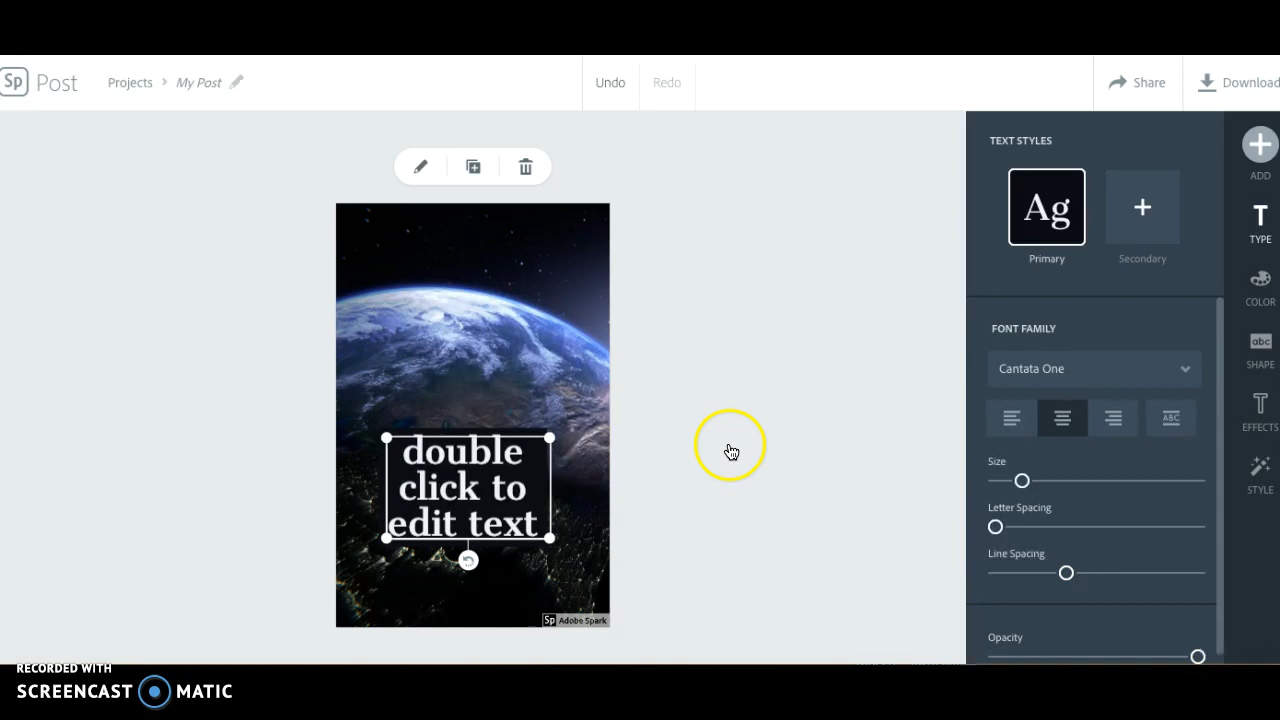 Sp Post Projects > My Post Undo Redo Share Download
TEXT STYLES
ADD
Ag +
Primary Secondary
TYPE
FONT FAMILY
COLOR
Cantata One
abc
SHAPE
ABC
EFFECTS
Size
Letter Spacing
STYLE
Line Spacing
Opacity
double
click to
edit text
Sp Adobe Spark
RECORDED WITH
SCREENCAST MATIC